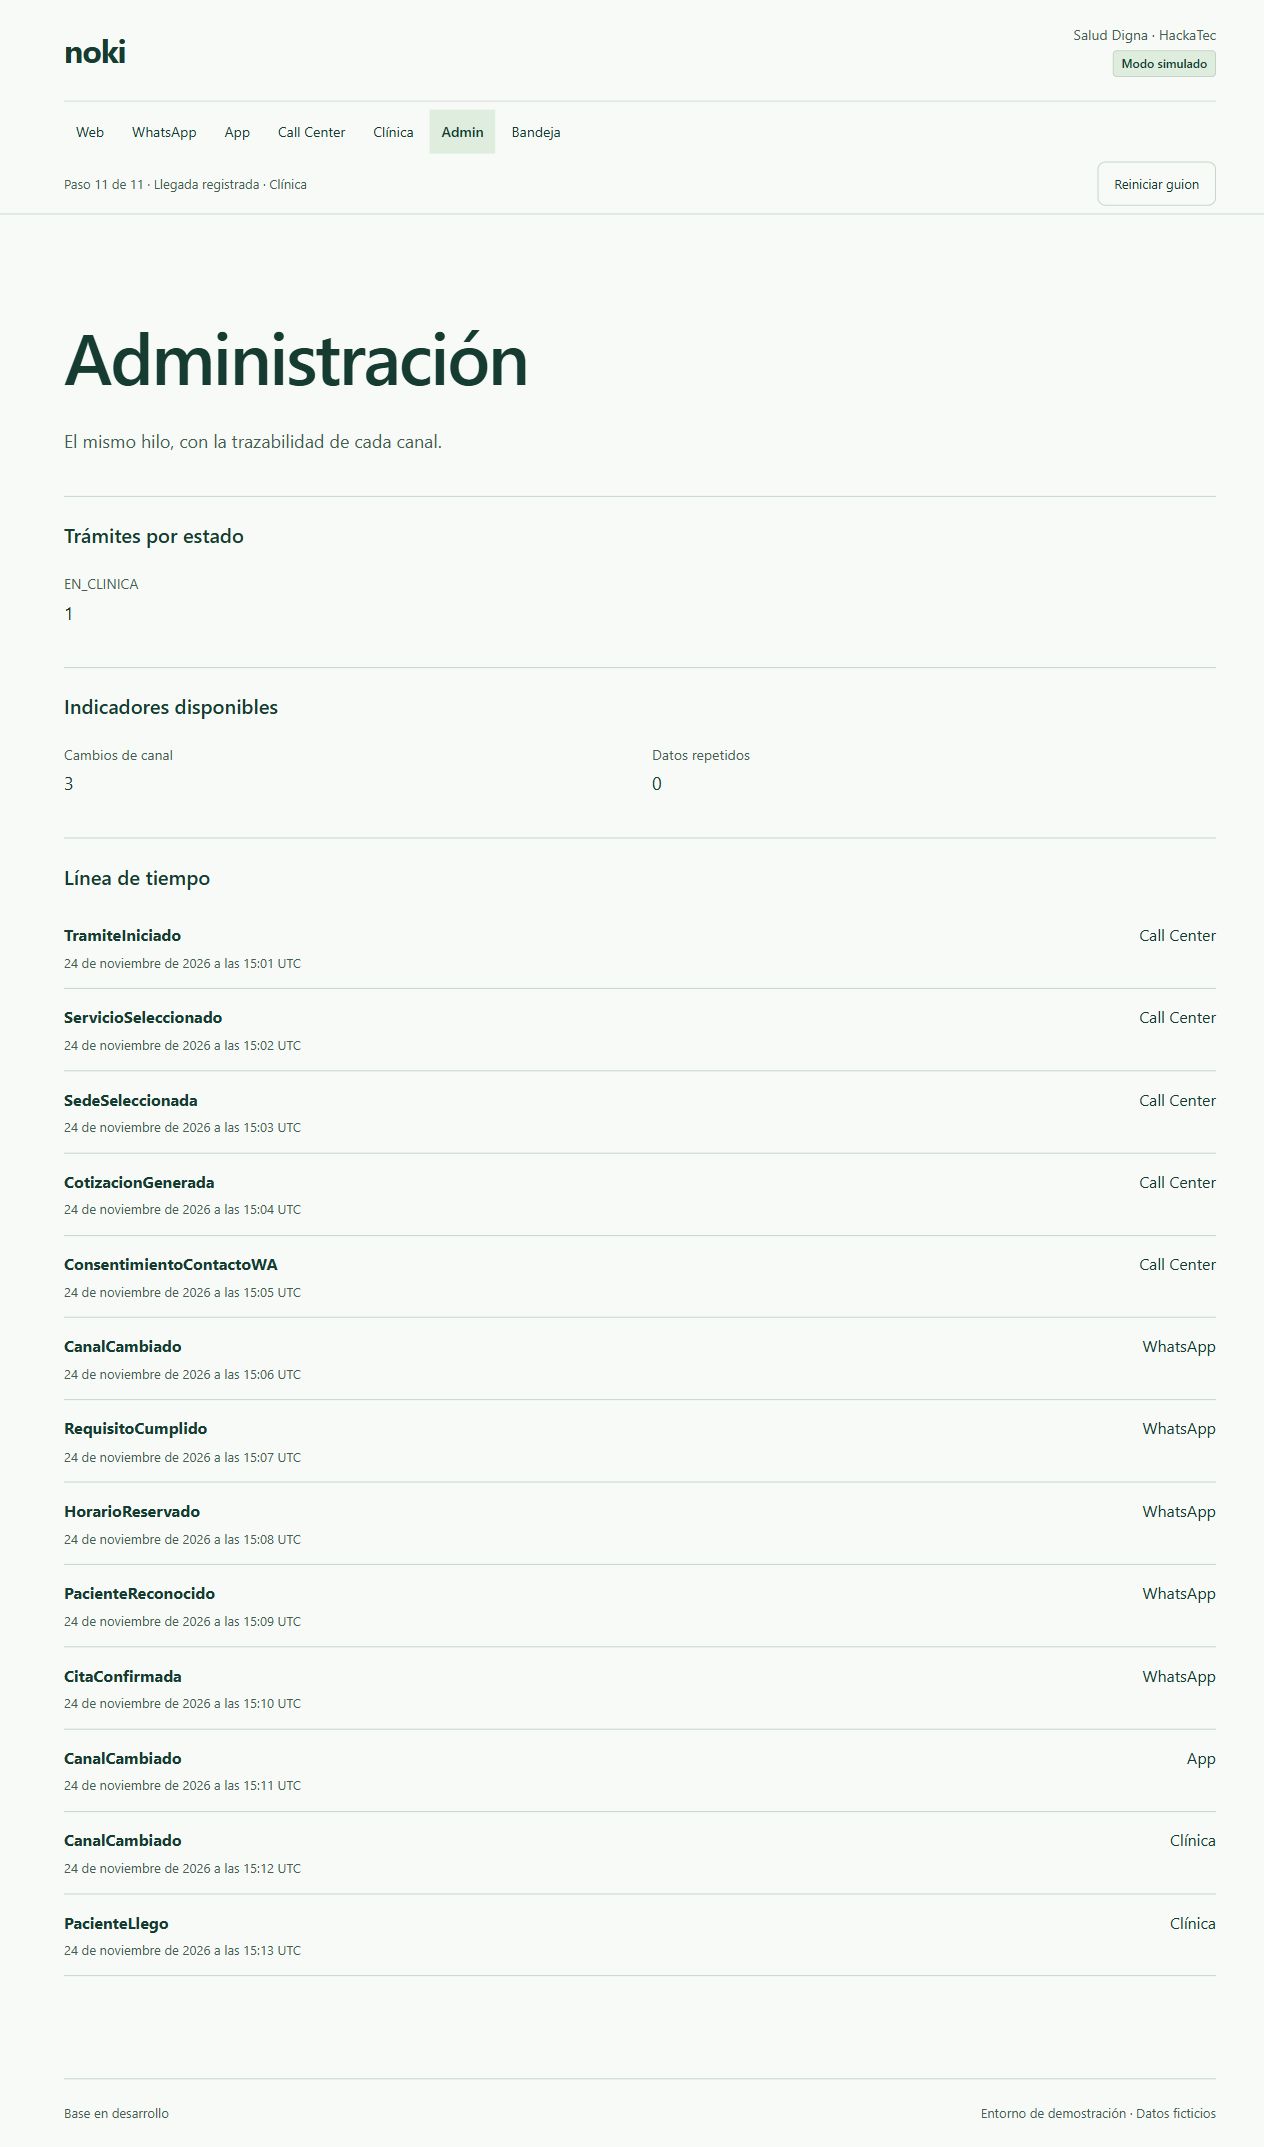 noki
Salud Digna · HackaTec
Modo simulado
Web WhatsApp App Call Center Clínica Admin Bandeja
Paso 11 de 11 · Llegada registrada · Clínica
Reiniciar guion
Administración
El mismo hilo, con la trazabilidad de cada canal.
Trámites por estado
EN_CLINICA
1
Indicadores disponibles
Cambios de canal
3
Datos repetidos
0
Línea de tiempo
TramiteIniciado Call Center
24 de noviembre de 2026 a las 15:01 UTC
ServicioSeleccionado Call Center
24 de noviembre de 2026 a las 15:02 UTC
SedeSeleccionada Call Center
24 de noviembre de 2026 a las 15:03 UTC
CotizacionGenerada Call Center
24 de noviembre de 2026 a las 15:04 UTC
ConsentimientoContactoWA Call Center
24 de noviembre de 2026 a las 15:05 UTC
CanalCambiado WhatsApp
24 de noviembre de 2026 a las 15:06 UTC
RequisitoCumplido WhatsApp
24 de noviembre de 2026 a las 15:07 UTC
HorarioReservado WhatsApp
24 de noviembre de 2026 a las 15:08 UTC
PacienteReconocido WhatsApp
24 de noviembre de 2026 a las 15:09 UTC
CitaConfirmada WhatsApp
24 de noviembre de 2026 a las 15:10 UTC
CanalCambiado App
24 de noviembre de 2026 a las 15:11 UTC
CanalCambiado Clínica
24 de noviembre de 2026 a las 15:12 UTC
PacienteLlego Clínica
24 de noviembre de 2026 a las 15:13 UTC
Base en desarrollo
Entorno de demostración · Datos ficticios